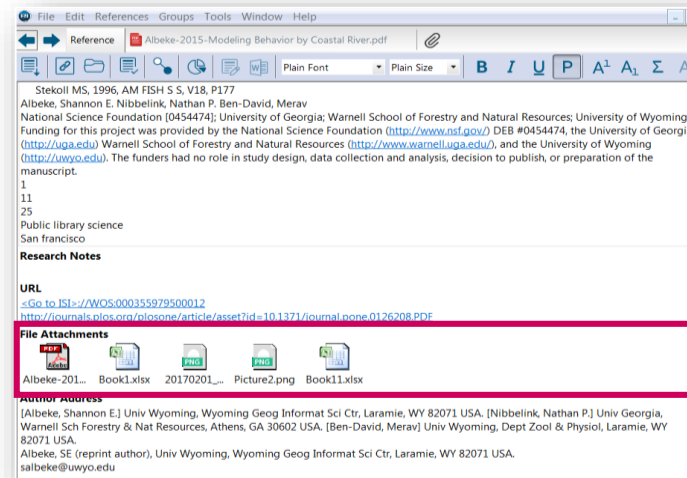 File Edit References Groups Tools Window Help
Reference Albeke-2015-Modeling Behavior by Coastal River.pdf
Plain Font Plain Size B I U P A1 A1 Σ A
Stekoll MS, 1996, AM FISH S S, V18, P177
Albeke, Shannon E. Nibbelink, Nathan P. Ben-David, Merav
National Science Foundation [0454474]; University of Georgia; Warnell School of Forestry and Natural Resources; University of Wyoming
Funding for this project was provided by the National Science Foundation (http://www.nsf.gov/) DEB #0454474, the University of Georgi
(http://uga.edu) Warnell School of Forestry and Natural Resources (http://www.warnell.uga.edu/), and the University of Wyoming
(http://uwyo.edu). The funders had no role in study design, data collection and analysis, decision to publish, or preparation of the
manuscript.
1
11
25
Public library science
San francisco
Research Notes
URL
<Go to ISI>://WOS:000355979500012
http://journals.plos.org/plosone/article/asset?id=10.1371/journal.pone.0126208.PDF
File Attachments
PDF Adobe PNG PNG
Albeke-201... Book1.xlsx 20170201_... Picture2.png Book11.xlsx
Author Address
[Albeke, Shannon E.] Univ Wyoming, Wyoming Geog Informat Sci Ctr, Laramie, WY 82071 USA. [Nibbelink, Nathan P.] Univ Georgia,
Warnell Sch Forestry & Nat Resources, Athens, GA 30602 USA. [Ben-David, Merav] Univ Wyoming, Dept Zool & Physiol, Laramie, WY
82071 USA.
Albeke, SE (reprint author), Univ Wyoming, Wyoming Geog Informat Sci Ctr, Laramie, WY 82071 USA.
salbeke@uwyo.edu